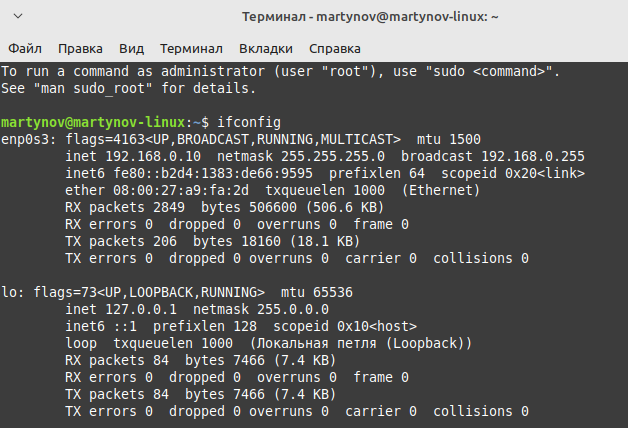 Терминал - martynov@martynov-linux: ~
Файл Правка Вид Терминал Вкладки Справка
To run a command as administrator (user "root"), use "sudo <command>".
See "man sudo_root" for details.

martynov@martynov-linux:~$ ifconfig
enp0s3: flags=4163<UP,BROADCAST,RUNNING,MULTICAST>  mtu 1500
        inet 192.168.0.10  netmask 255.255.255.0  broadcast 192.168.0.255
        inet6 fe80::b2d4:1383:de66:9595  prefixlen 64  scopeid 0x20<link>
        ether 08:00:27:a9:fa:2d  txqueuelen 1000  (Ethernet)
        RX packets 2849  bytes 506600 (506.6 KB)
        RX errors 0  dropped 0  overruns 0  frame 0
        TX packets 206  bytes 18160 (18.1 KB)
        TX errors 0  dropped 0 overruns 0  carrier 0  collisions 0

lo: flags=73<UP,LOOPBACK,RUNNING>  mtu 65536
        inet 127.0.0.1  netmask 255.0.0.0
        inet6 ::1  prefixlen 128  scopeid 0x10<host>
        loop  txqueuelen 1000  (Локальная петля (Loopback))
        RX packets 84  bytes 7466 (7.4 KB)
        RX errors 0  dropped 0  overruns 0  frame 0
        TX packets 84  bytes 7466 (7.4 KB)
        TX errors 0  dropped 0 overruns 0  carrier 0  collisions 0